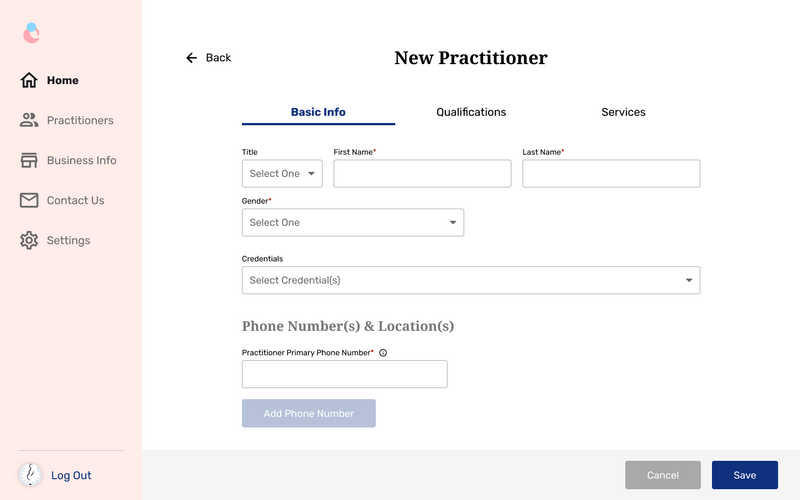 Home
Practitioners
Business Info
Contact Us
Settings
Log Out
Back
New Practitioner
Basic Info
Qualifications
Services
Title
First Name*
Last Name*
Select One
Gender*
Select One
Credentials
Select Credential(s)
Phone Number(s) & Location(s)
Practitioner Primary Phone Number*
Add Phone Number
Cancel
Save